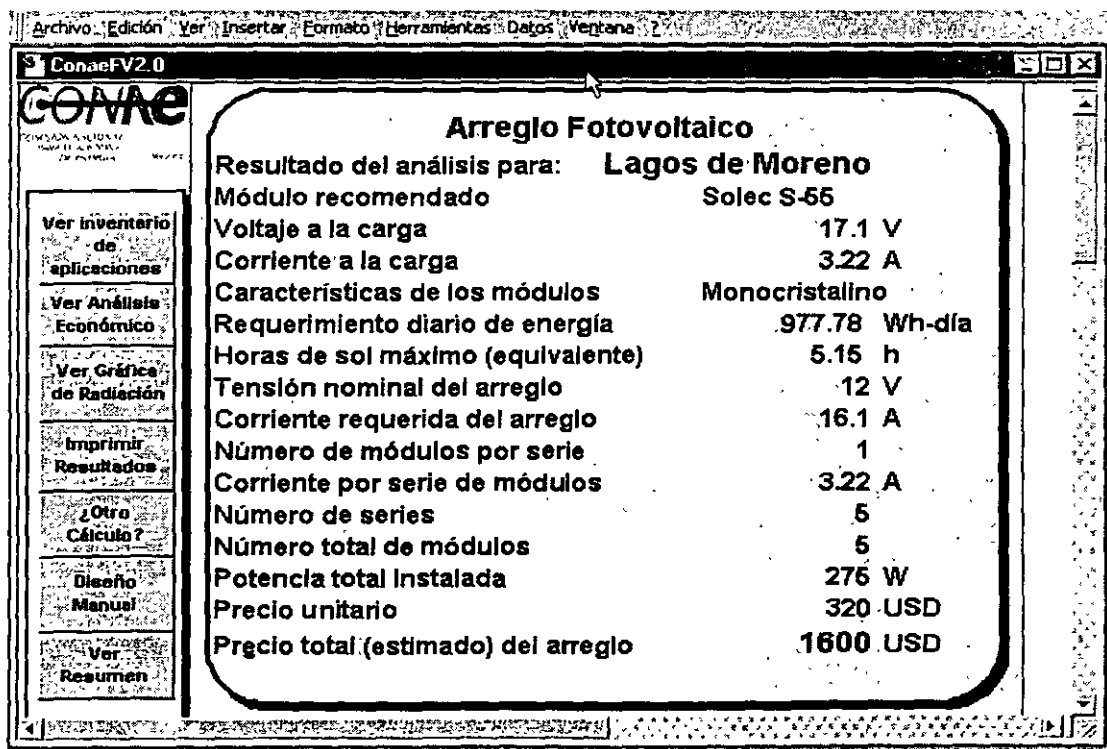 Archivo Edición Ver Insertar Formato Herramientas Datos Ventana ?
ConaeFV2.0
CONAE
Ver inventario
de
aplicaciones
Ver Análisis
Económico
Ver Gráfica
de Radiación
Imprimir
Resultados
¿Otro
Cálculo?
Diseño
Manual
Ver
Resumen
Arreglo Fotovoltaico
Resultado del análisis para: Lagos de Moreno
Módulo recomendado Solec S-55
Voltaje a la carga 17.1 V
Corriente a la carga 3.22 A
Características de los módulos Monocristalino
Requerimiento diario de energía 977.78 Wh-día
Horas de sol máximo (equivalente) 5.15 h
Tensión nominal del arreglo 12 V
Corriente requerida del arreglo 16.1 A
Número de módulos por serie 1
Corriente por serie de módulos 3.22 A
Número de series 5
Número total de módulos 5
Potencia total Instalada 275 W
Precio unitario 320 USD
Precio total (estimado) del arreglo 1600 USD